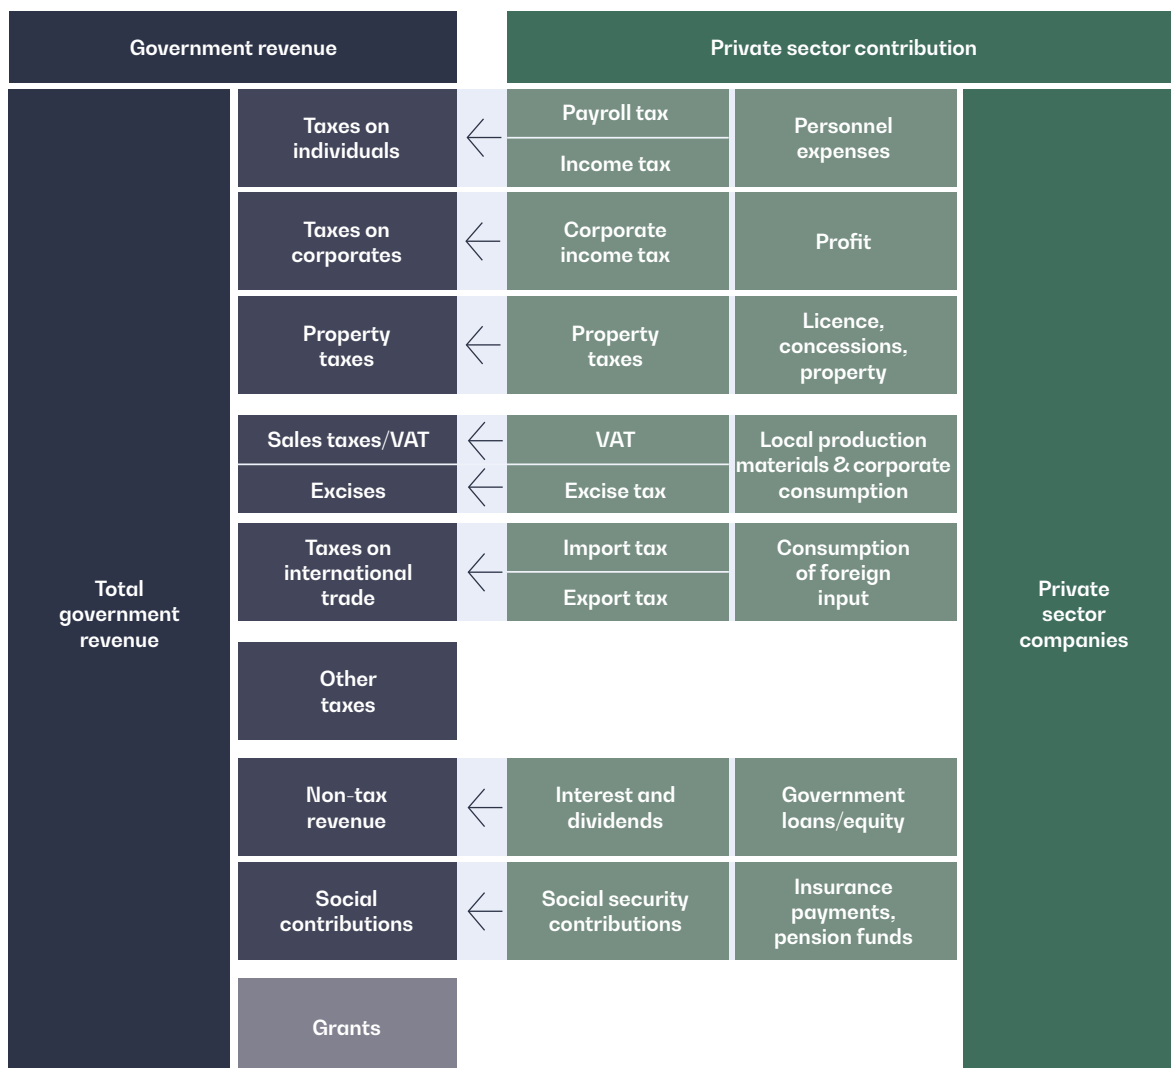 Government revenue
Private sector contribution
Total
government
revenue
Taxes on
individuals
Payroll tax
Income tax
Personnel
expenses
Taxes on
corporates
Corporate
income tax
Profit
Property
taxes
Property
taxes
Licence,
concessions,
property
Sales taxes/VAT
VAT
Excises
Excise tax
Local production
materials & corporate
consumption
Taxes on
international
trade
Import tax
Export tax
Consumption
of foreign
input
Other
taxes
Non-tax
revenue
Interest and
dividends
Government
loans/equity
Social
contributions
Social security
contributions
Insurance
payments,
pension funds
Grants
Private
sector
companies